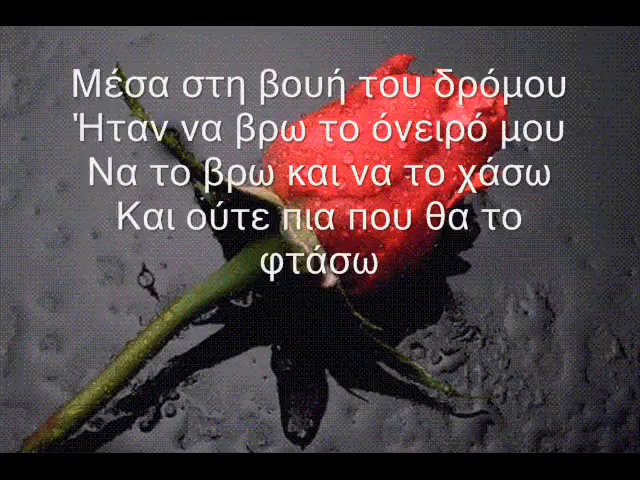 Μέσα στη βουή του δρόμου
Ήταν να βρω το όνειρό μου
Να το βρω και να το χάσω
Και ούτε πια που θα το
φτάσω